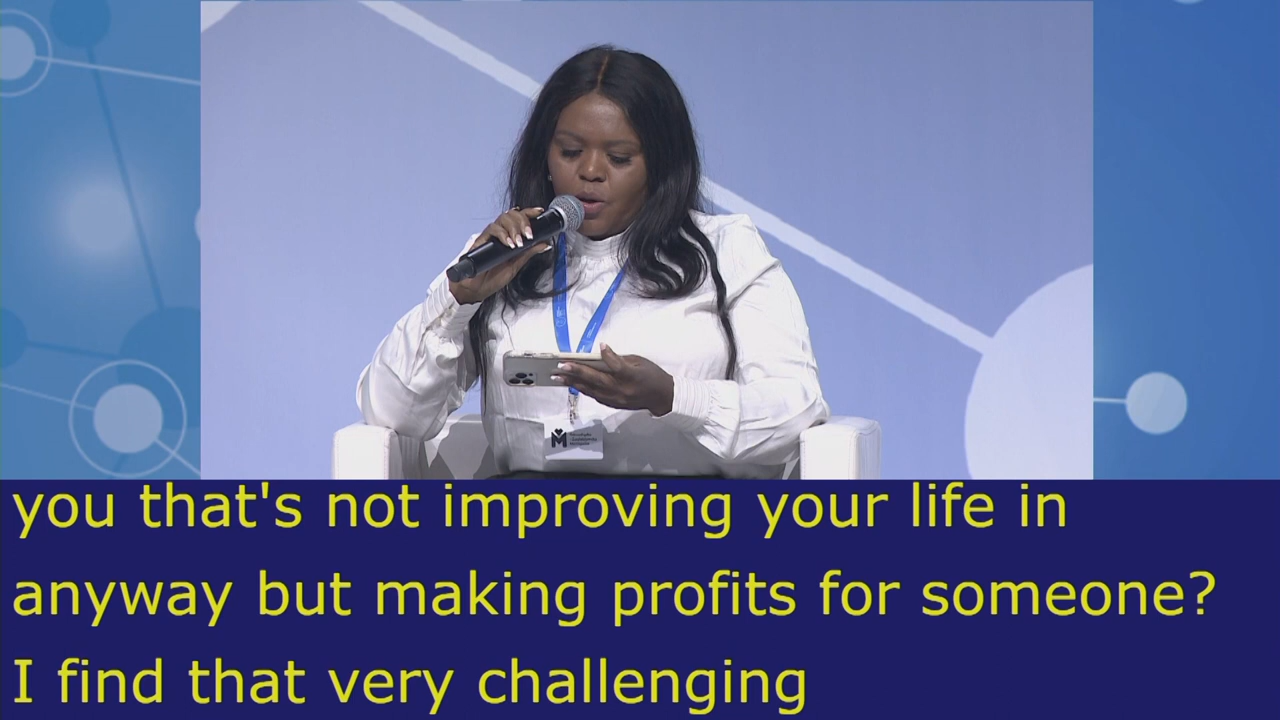 M
you that's not improving your life in
anyway but making profits for someone?
I find that very challenging